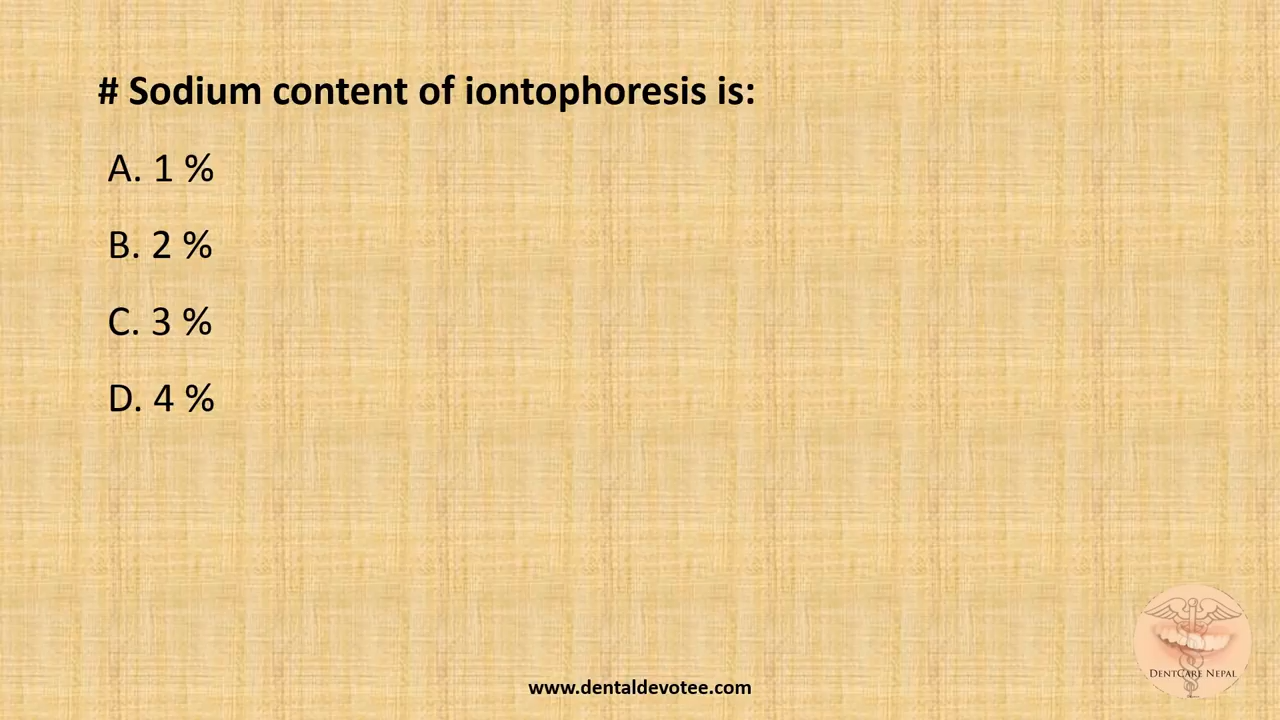 # Sodium content of iontophoresis is:
A. 1 %
B. 2 %
C. 3 %
D. 4 %
DENTCARE NEPAL
www.dentaldevotee.com